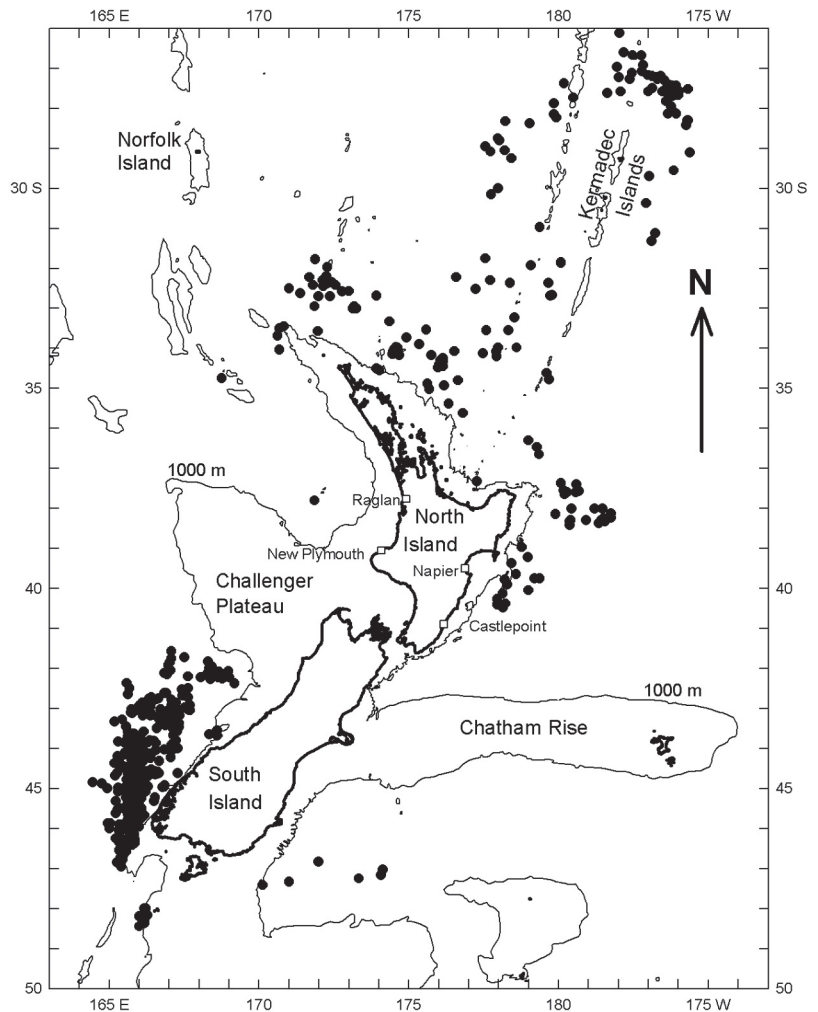 165 E 170 175 180 175 W
Norfolk
Island
30 S 30 S
Kermadec
Islands
N
35 35
1000 m
Raglan
North
Island
New Plymouth
Napier
Challenger
Plateau
40 40
Castlepoint
1000 m
Chatham Rise
South
Island
45 45
50 50
165 E 170 175 180 175 W